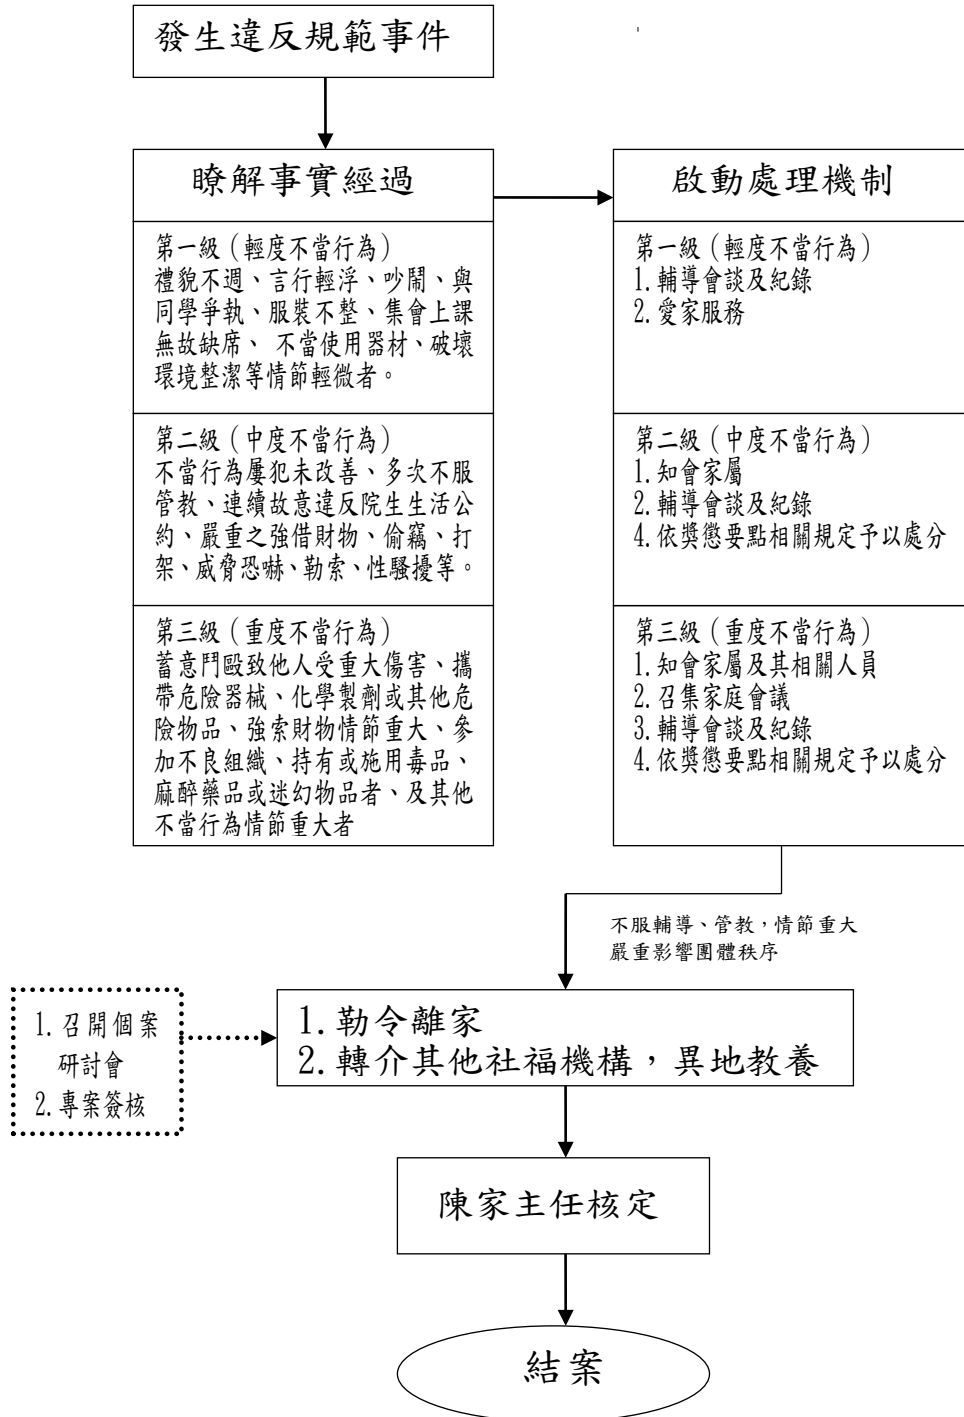 發生違反規範事件
瞭解事實經過
第一級（輕度不當行為）
禮貌不週、言行輕浮、吵鬧、與
同學爭執、服裝不整、集會上課
無故缺席、 不當使用器材、破壞
環境整潔等情節輕微者。
第二級（中度不當行為）
不當行為屢犯未改善、多次不服
管教、連續故意違反院生生活公
約、嚴重之強借財物、偷竊、打
架、威脅恐嚇、勒索、性騷擾等。
第三級（重度不當行為）
蓄意鬥毆致他人受重大傷害、攜
帶危險器械、化學製劑或其他危
險物品、強索財物情節重大、參
加不良組織、持有或施用毒品、
麻醉藥品或迷幻物品者、及其他
不當行為情節重大者
啟動處理機制
第一級（輕度不當行為）
1.輔導會談及紀錄
2.愛家服務
第二級（中度不當行為）
1.知會家屬
2.輔導會談及紀錄
4.依獎懲要點相關規定予以處分
第三級（重度不當行為）
1.知會家屬及其相關人員
2.召集家庭會議
3.輔導會談及紀錄
4.依獎懲要點相關規定予以處分
不服輔導、管教，情節重大
嚴重影響團體秩序
1.召開個案
研討會
2.專案簽核
1.勒令離家
2.轉介其他社福機構，異地教養
陳家主任核定
結案